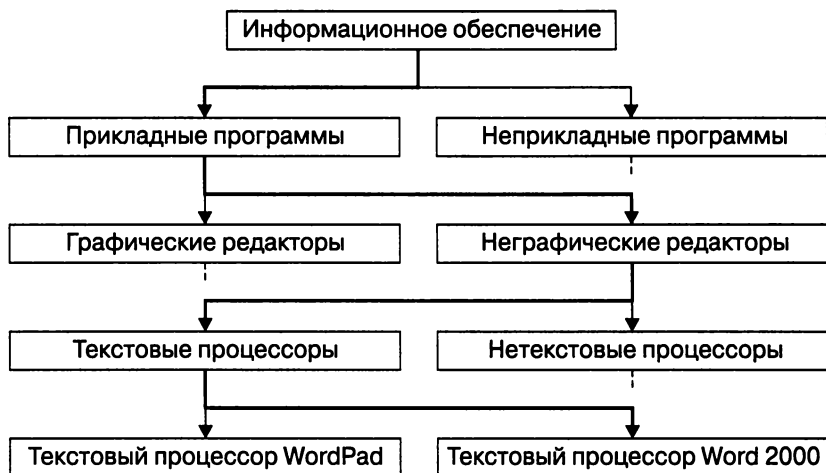 Информационное обеспечение
Прикладные программы
Неприкладные программы
Графические редакторы
Неграфические редакторы
Текстовые процессоры
Нетекстовые процессоры
Текстовый процессор WordPad
Текстовый процессор Word 2000